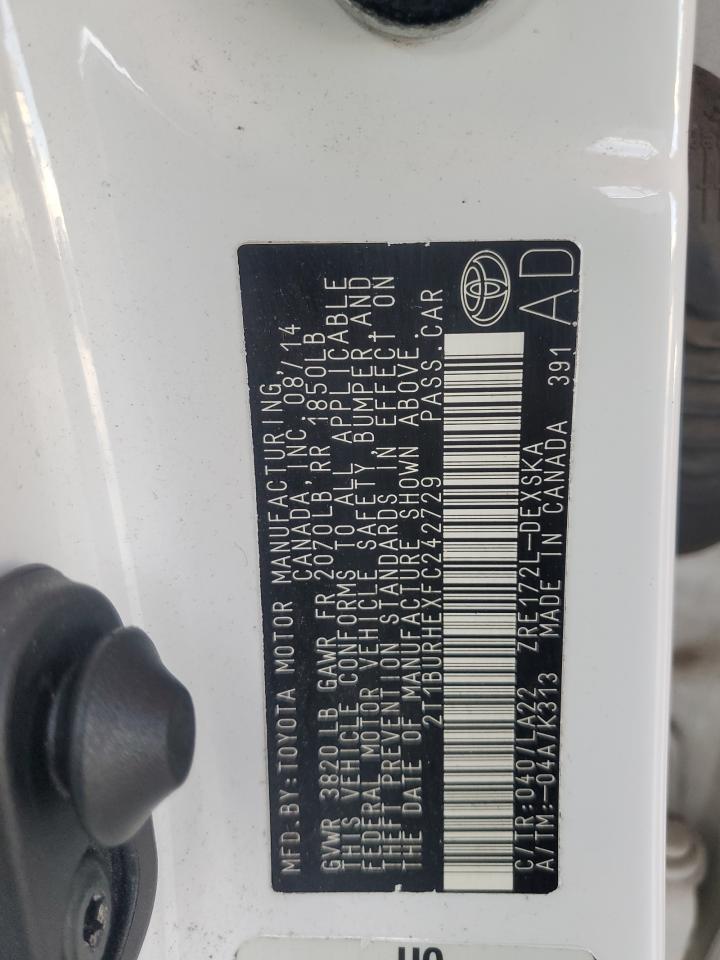 MFD.BY:TOYOTA MOTOR MANUFACTURING,
CANADA, INC. 08/14
GVWR 3820 LB GAWR FR 2070LB RR 1850LB
THIS VEHICLE CONFORMS TO ALL APPLICABLE
FEDERAL MOTOR VEHICLE SAFETY, BUMPER, AND
THEFT PREVENTION STANDARDS IN EFFECT ON
THE DATE OF MANUFACTURE SHOWN ABOVE.
2T1BURHEXFC242729 PASS.CAR
C/TR:040/LA22 ZRE172L-DEXSKA
A/TM:-04A/K313 MADE IN CANADA 391
AD